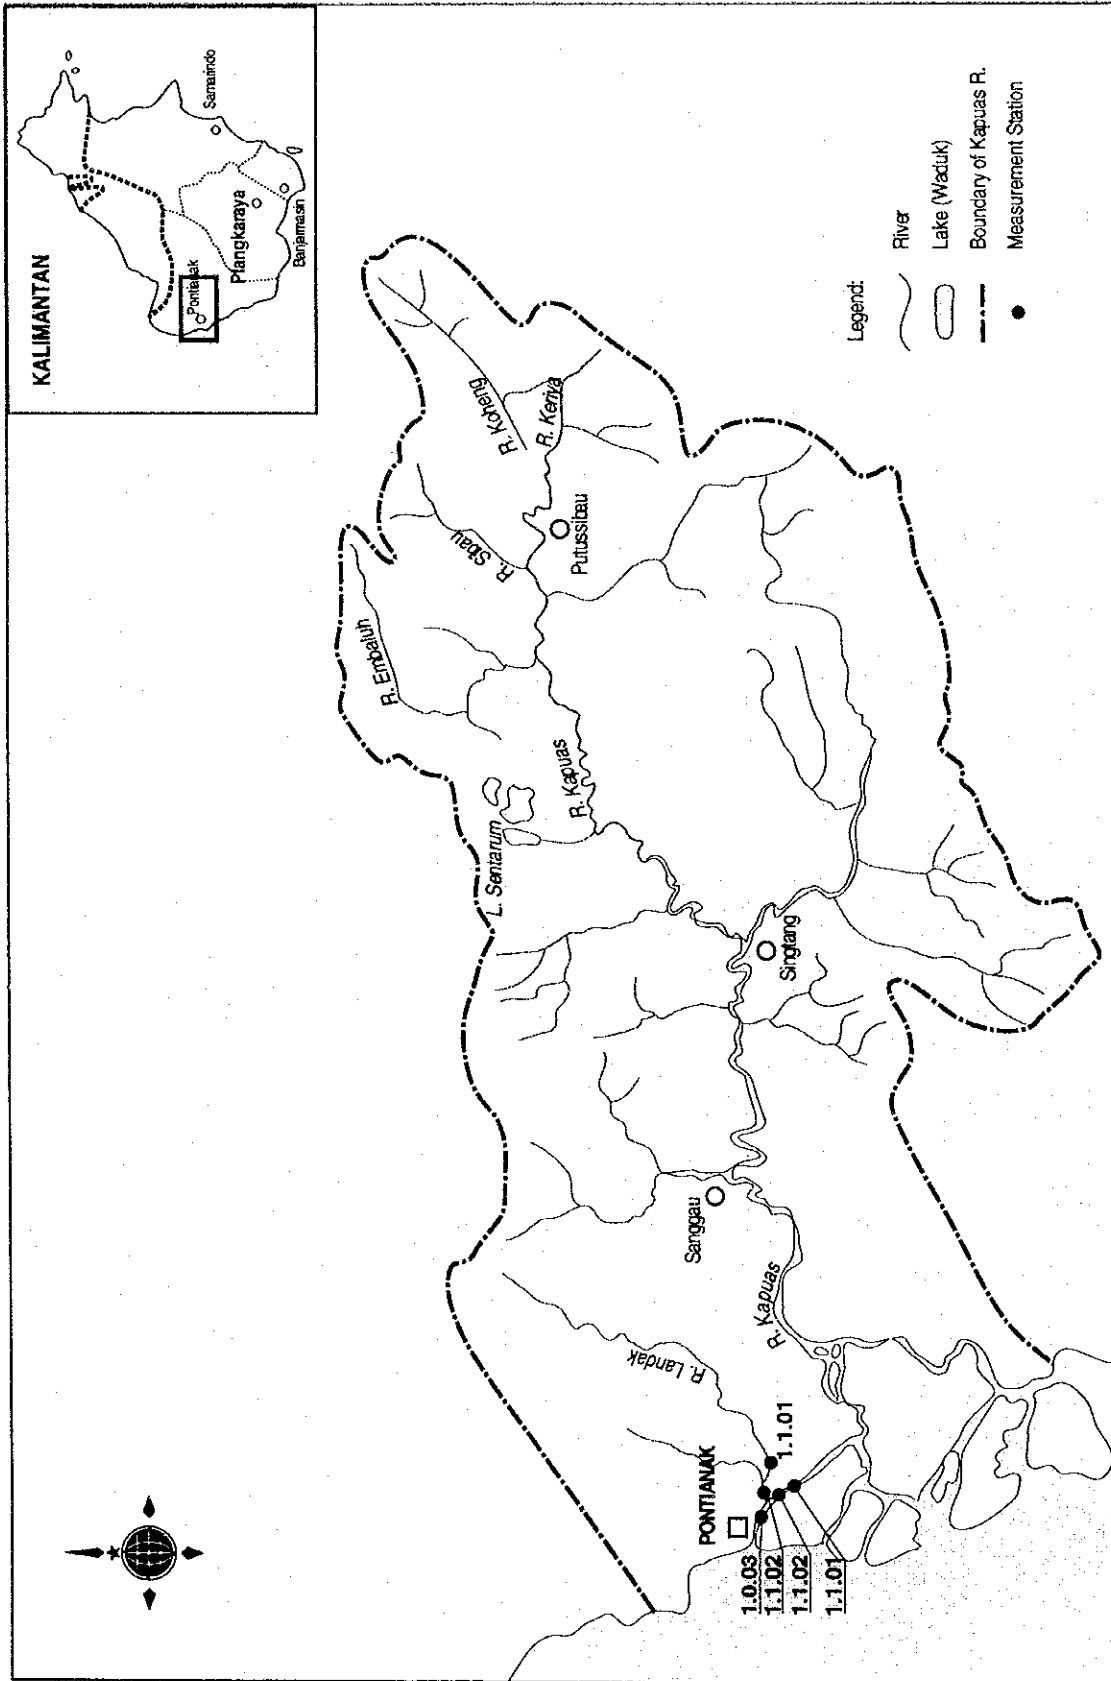 KALIMANTAN
Samarindo
Plangkaraya
Pontianak
Banjarmasin
R. Koheng
R. Keriya
R. Sibau
Putussibau
R. Embaluh
R. Kapuas
L. Sentarum
Singtang
Sanggau
R. Kapuas
R. Landak
PONTIANAK
1.1.01
1.0.03
1.1.02
1.1.02
1.1.01
Legend:
River
Lake (Waduk)
Boundary of Kapuas R.
Measurement Station